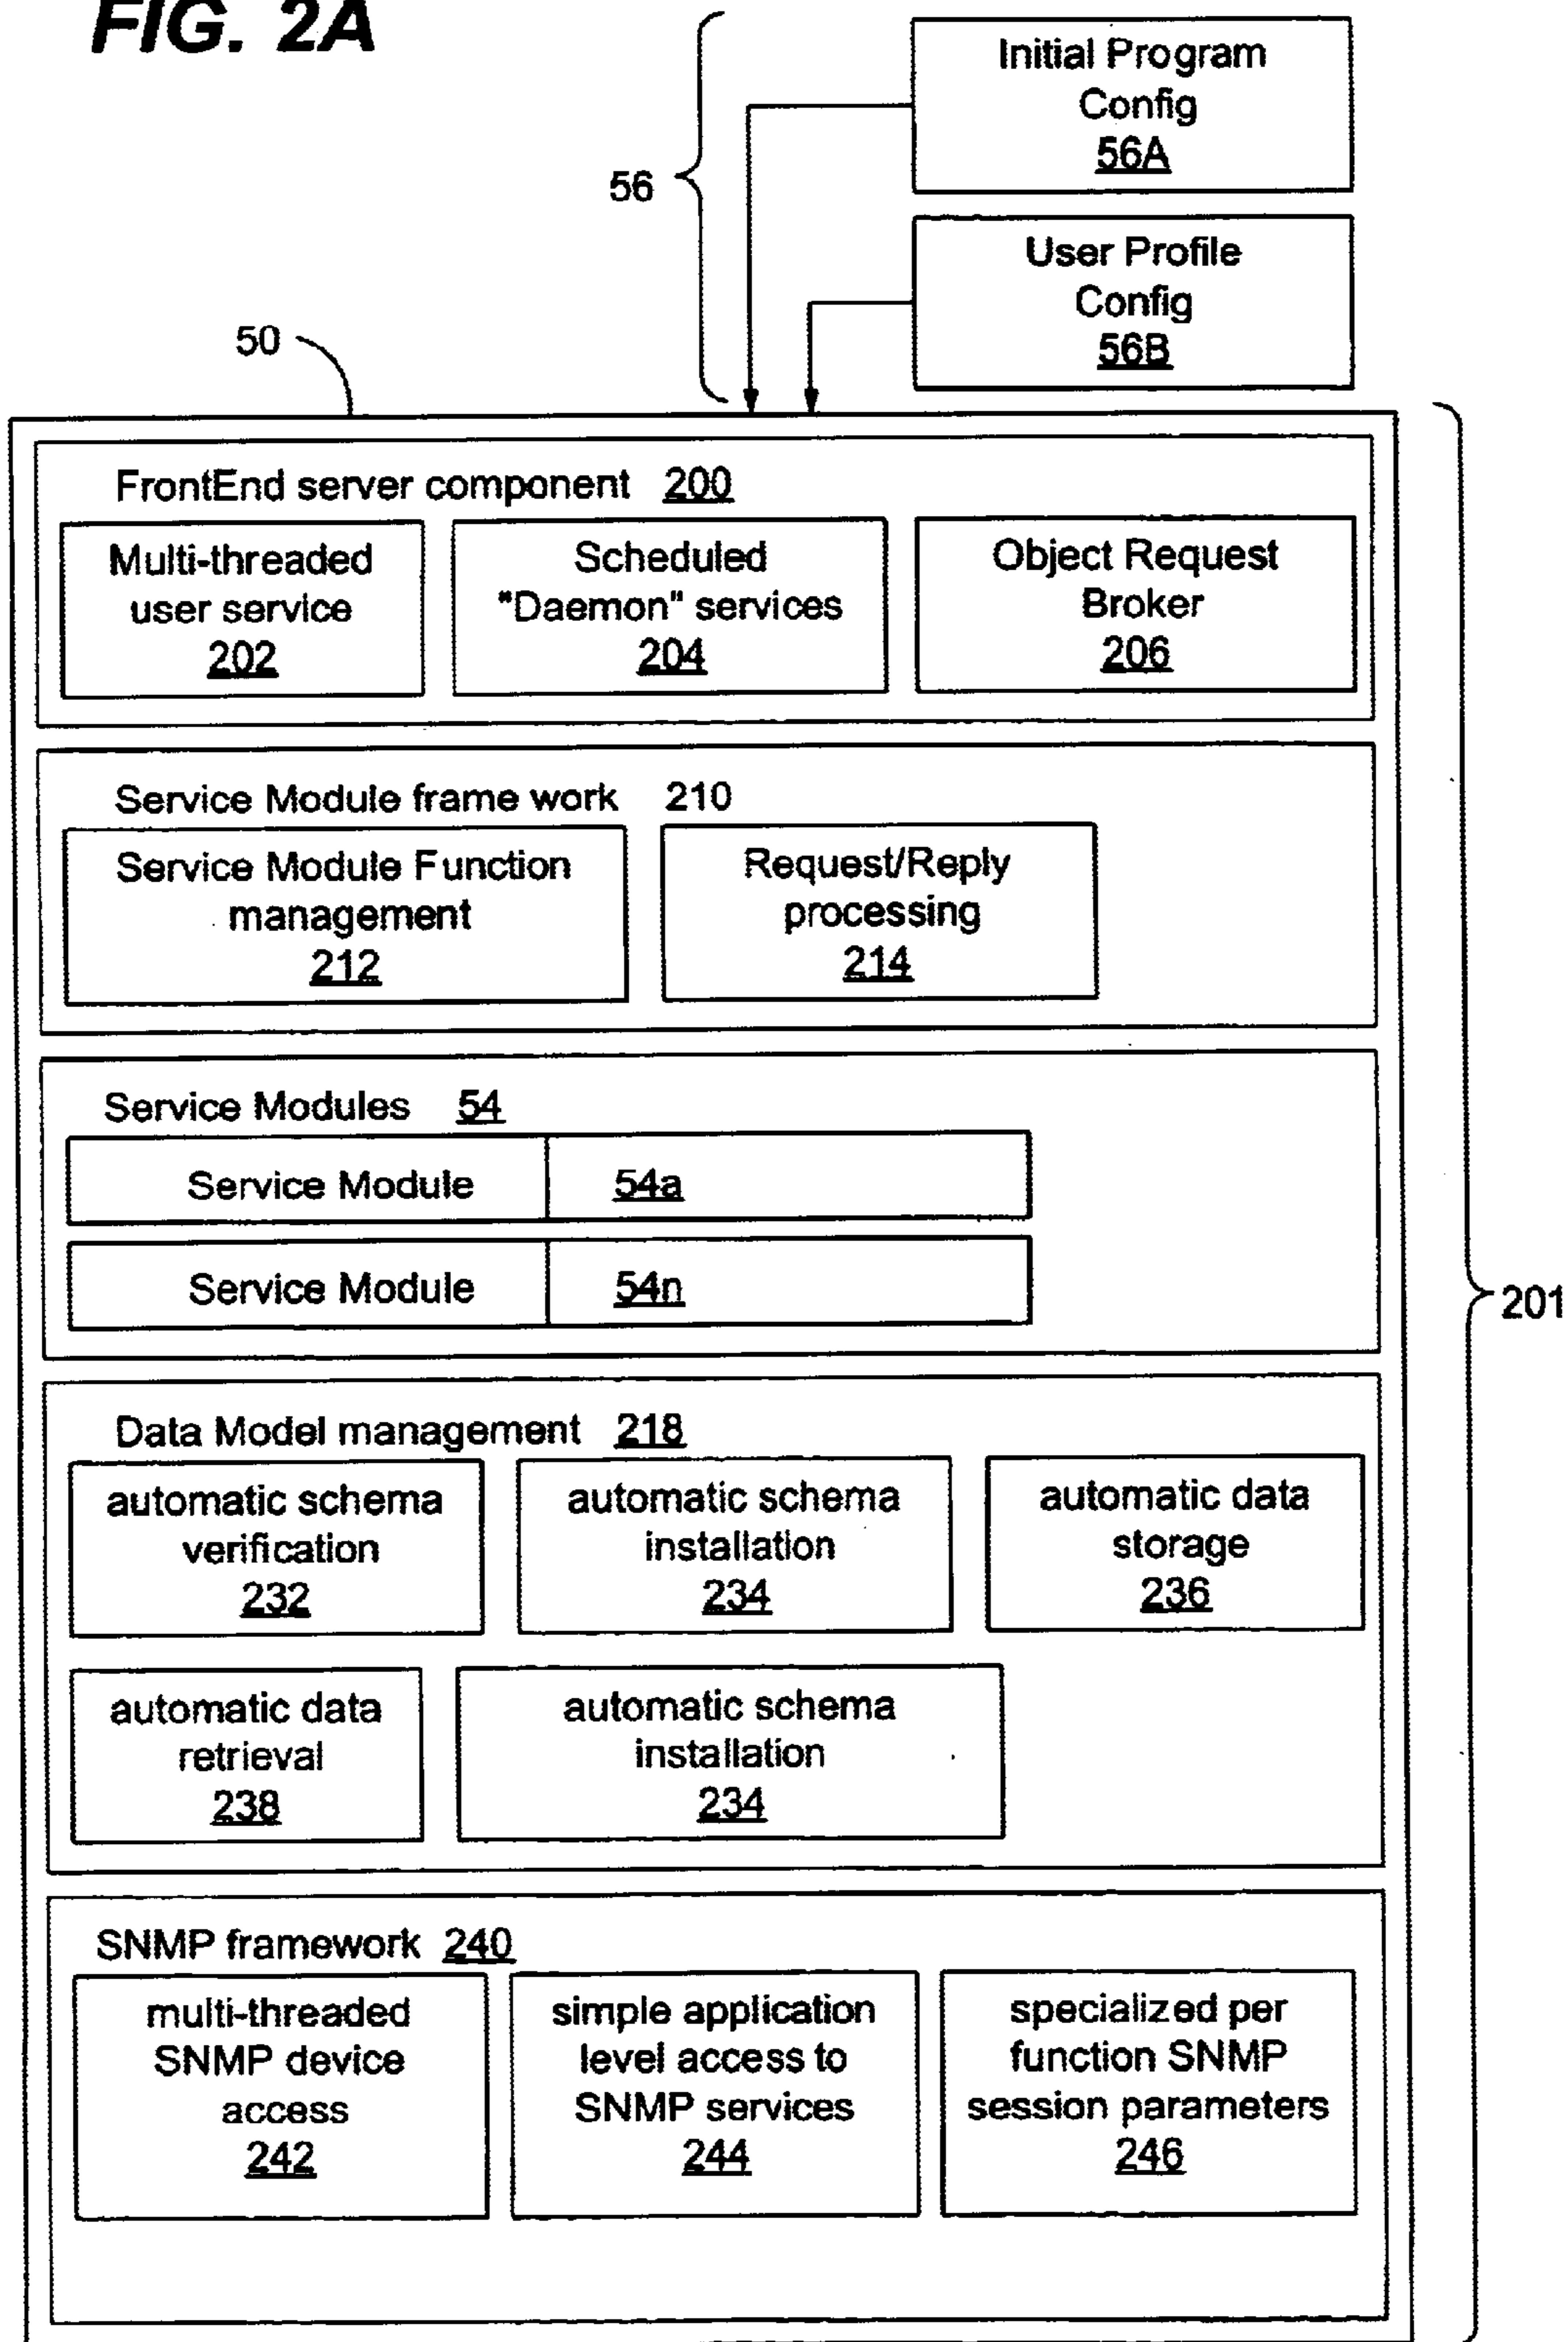 FIG. 2A
Initial Program
Config
56A
56
User Profile
Config
56B
50
FrontEnd server component 200
Multi-threaded
user service
202
Scheduled
"Daemon" services
204
Object Request
Broker
206
Service Module frame work 210
Service Module Function
management
212
Request/Reply
processing
214
Service Modules 54
Service Module 54a
Service Module 54n
201
Data Model management 218
automatic schema
verification
232
automatic schema
installation
234
automatic data
storage
236
automatic data
retrieval
238
automatic schema
installation
234
SNMP framework 240
multi-threaded
SNMP device
access
242
simple application
level access to
SNMP services
244
specialized per
function SNMP
session parameters
246